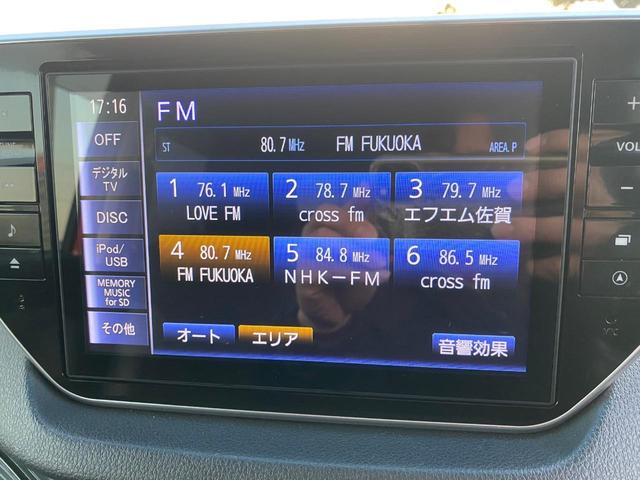 17:16
FM
ST 80.7MHz FM FUKUOKA AREA.P
OFF
デジタル
TV
DISC
iPod/
USB
MEMORY
MUSIC
for SD
その他
1 76.1 MHz
LOVE FM
2 78.7 MHz
cross fm
3 79.7 MHz
エフエム佐賀
4 80.7 MHz
FM FUKUOKA
5 84.8 MHz
NHK-FM
6 86.5 MHz
cross fm
オート
エリア
音響効果
+
VOL
-